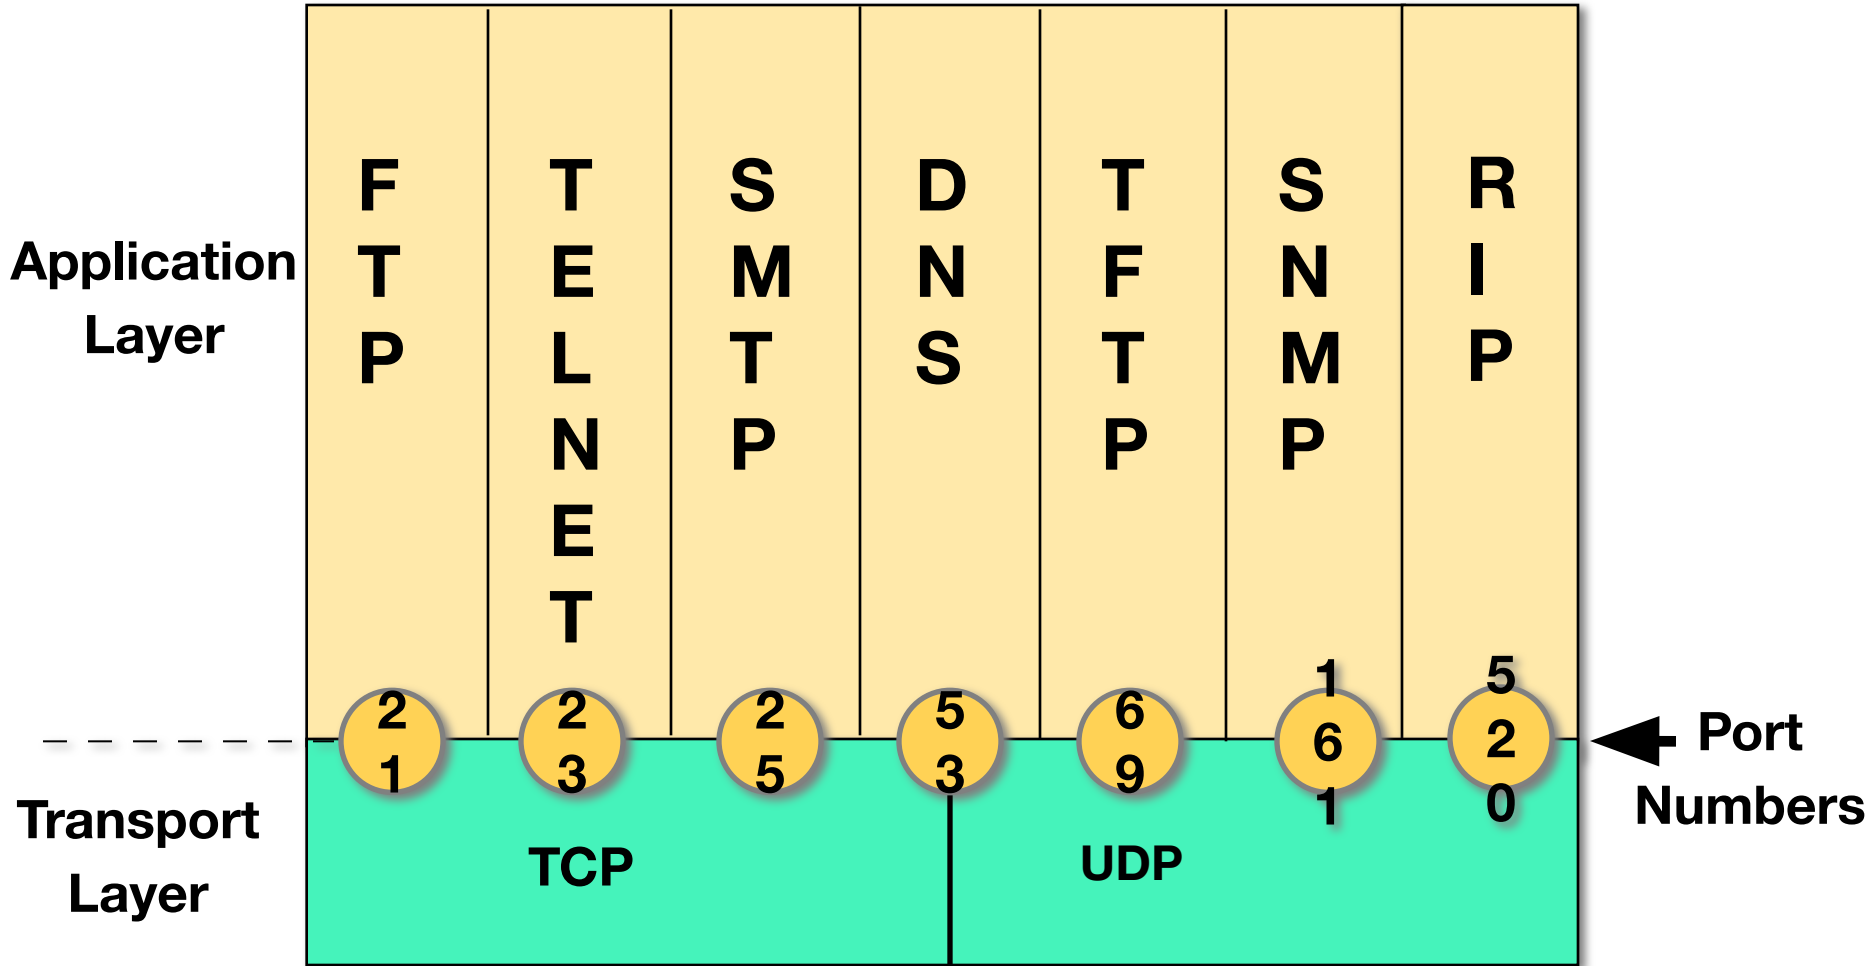 FTP
TELNET
SMTP
DNS
TFTP
SNMP
RIP
Application
Layer
21
23
25
53
69
161
520
Port
Numbers
Transport
Layer
TCP
UDP